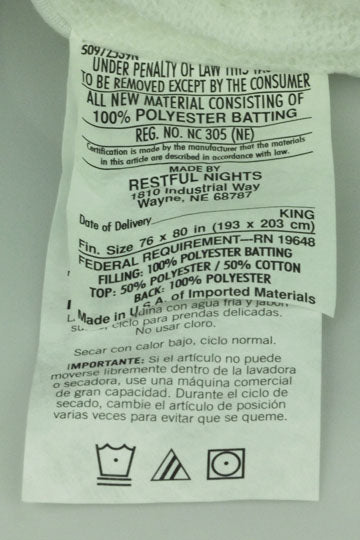 UNDER PENALTY OF LAW THIS
TO BE REMOVED EXCEPT BY THE CONSUMER
ALL NEW MATERIAL CONSISTING OF
100% POLYESTER BATTING
REG. NO. NC 305 (NE)
Certification is made by the manufacturer that the materials
in this article are described in accordance with law.
MADE BY
RESTFUL NIGHTS
1810 Industrial Way
Wayne, NE 68787
Date of Delivery
KING
Fin. Size 76 x 80 in (193 x 203 cm)
FEDERAL REQUIREMENT—RN 19648
FILLING: 100% POLYESTER BATTING
TOP: 50% POLYESTER / 50% COTTON
BACK: 100% POLYESTER
Made in U.S.A. of Imported Materials
con agua fría y jabón
ciclo para prendas delicadas.
No usar cloro.
Secar con calor bajo, ciclo normal.
IMPORTANTE: Si el artículo no puede
moverse libremente dentro de la lavadora
o secadora, use una máquina comercial
de gran capacidad. Durante el ciclo de
secado, cambie el artículo de posición
varias veces para evitar que se queme.